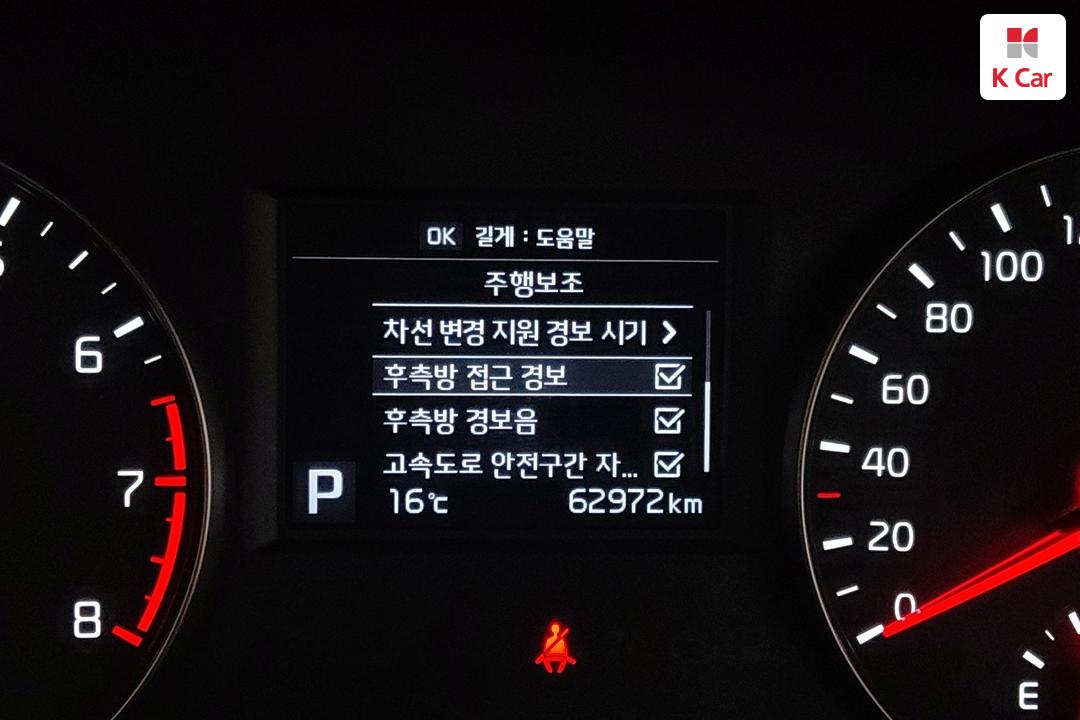 K Car
OK 길게 : 도움말
주행보조
차선 변경 지원 경보 시기
후측방 접근 경보
후측방 경보음
고속도로 안전구간 자...
P
16℃
62972km
6
7
8
100
80
60
40
20
0
E